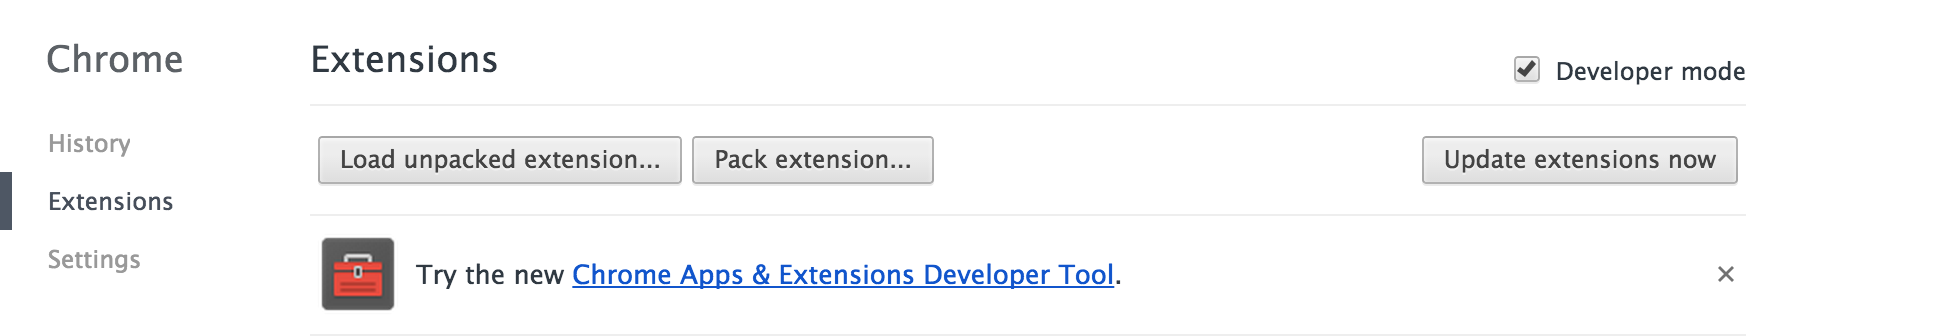 Chrome
Extensions
Developer mode
History
Extensions
Settings
Load unpacked extension...
Pack extension...
Update extensions now
Try the new Chrome Apps & Extensions Developer Tool.